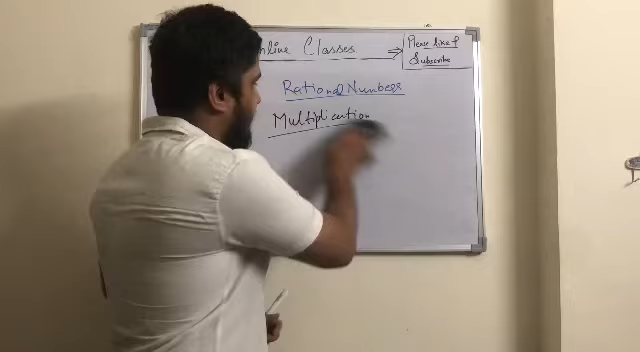 nline Classes → Please like &
Subscribe
Rational Numbers
Multiplication